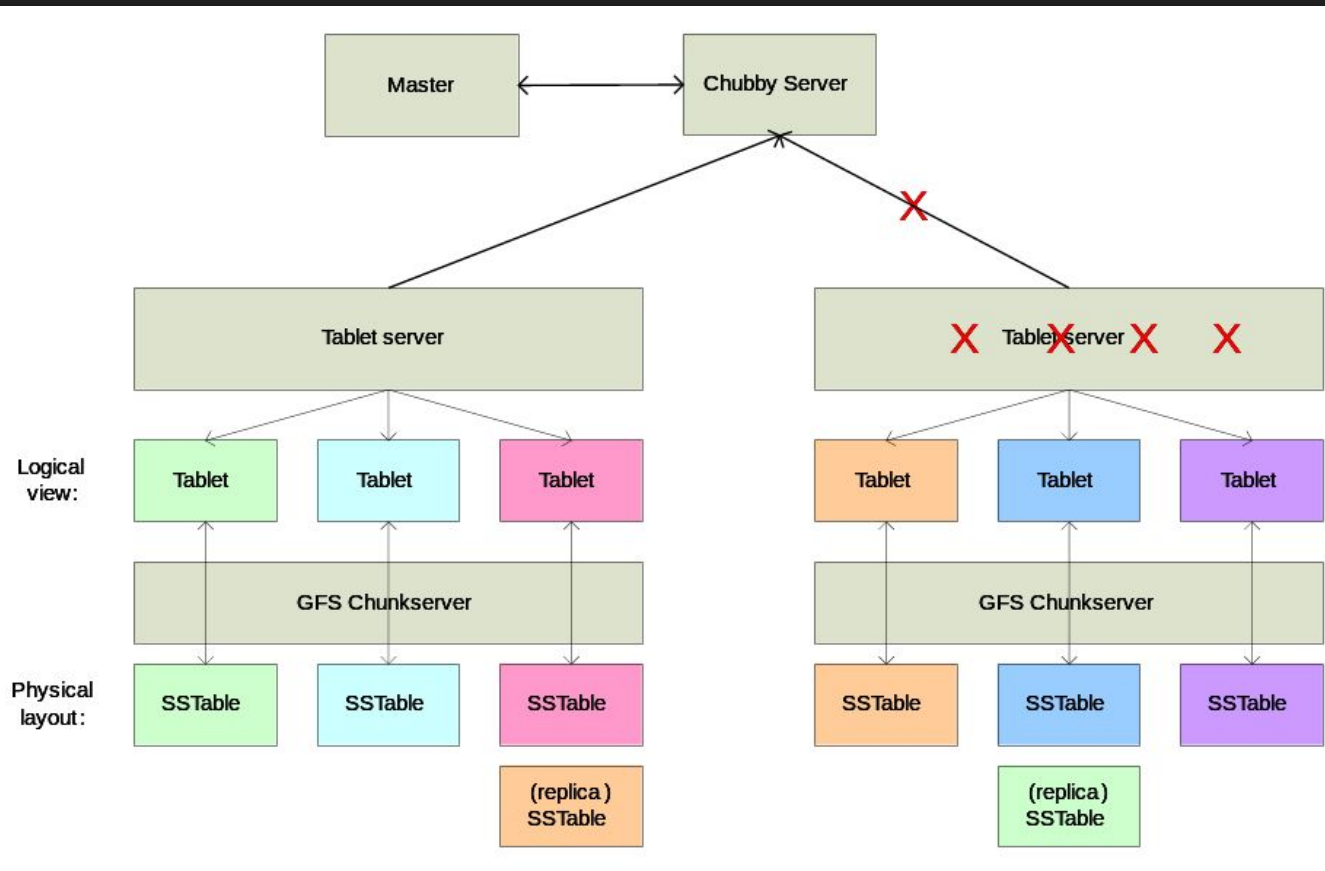 Master
Chubby Server
X
Tablet server
Tablet server
X X X X
Logical
view:
Tablet
Tablet
Tablet
Tablet
Tablet
Tablet
GFS Chunkserver
GFS Chunkserver
Physical
layout:
SSTable
SSTable
SSTable
SSTable
SSTable
SSTable
(replica)
SSTable
(replica)
SSTable